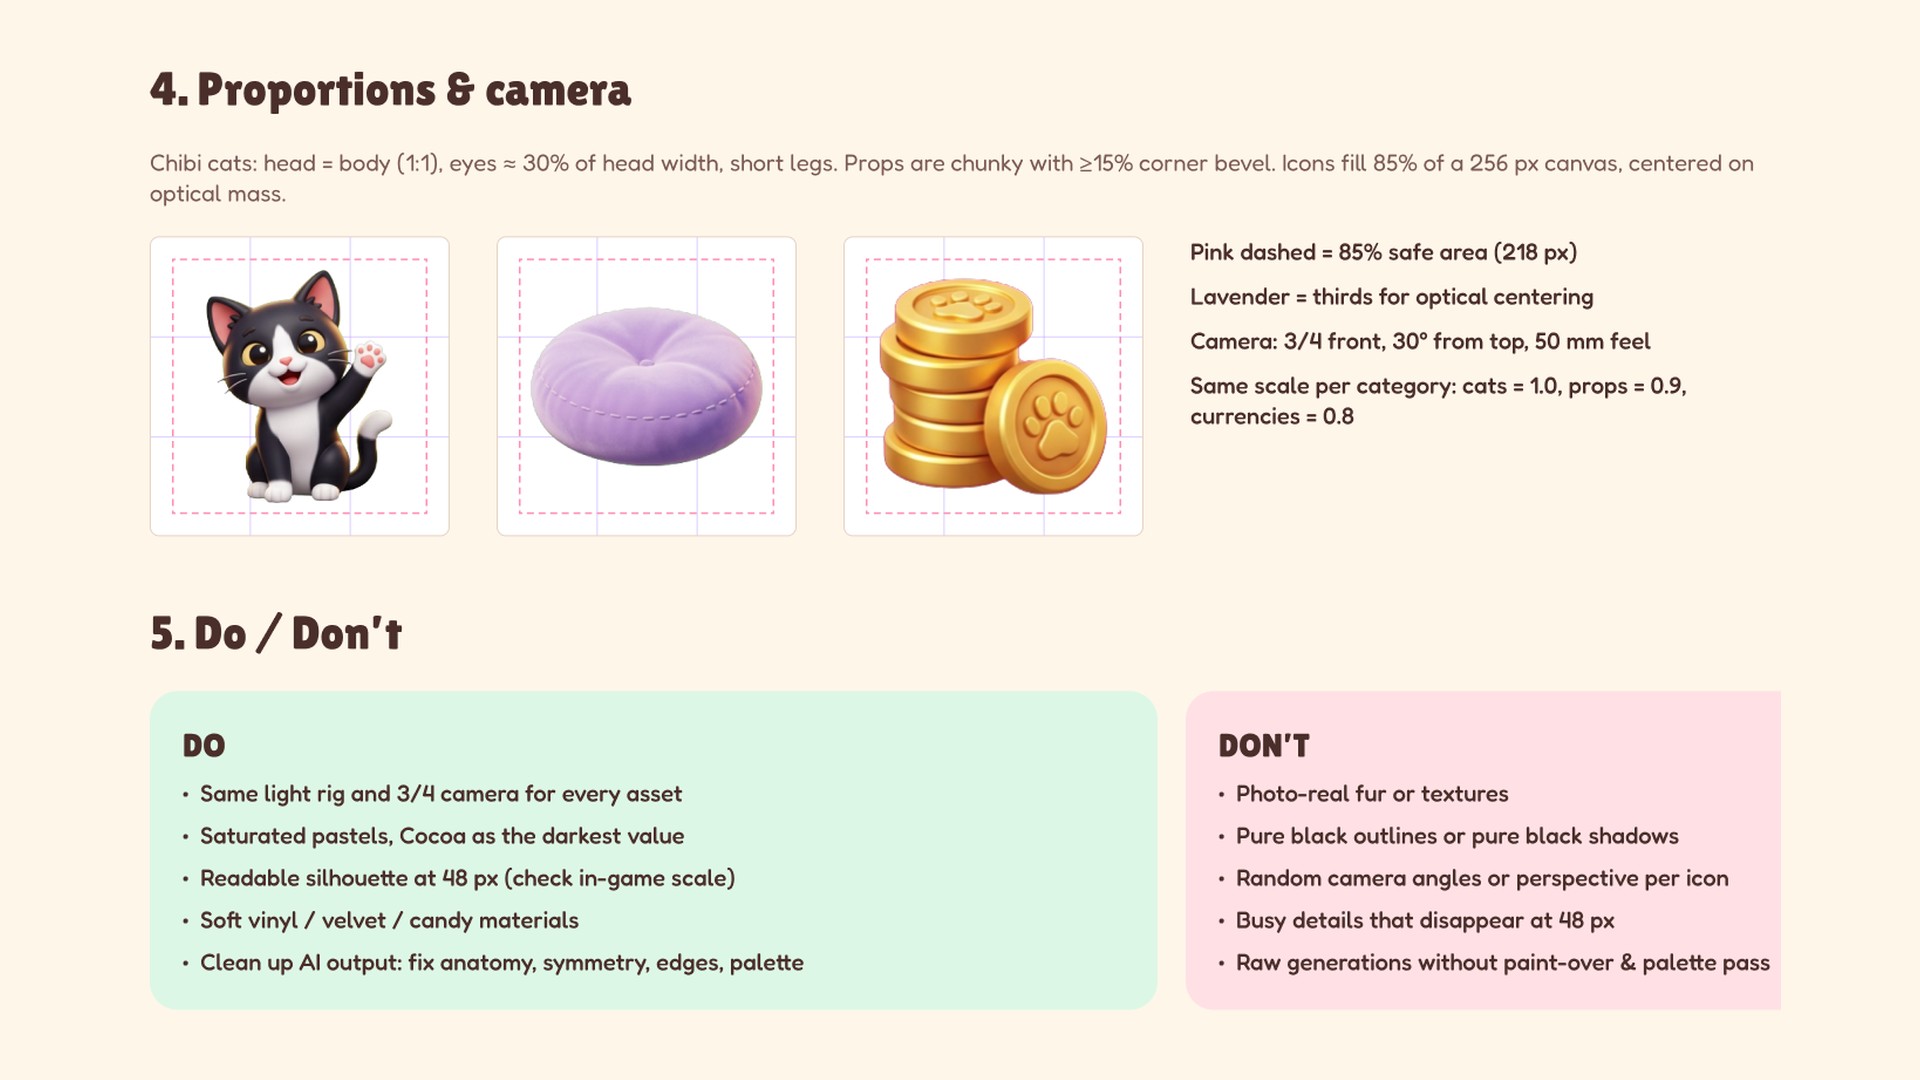 4. Proportions & camera
Chibi cats: head = body (1:1), eyes ≈ 30% of head width, short legs. Props are chunky with ≥15% corner bevel. Icons fill 85% of a 256 px canvas, centered on
optical mass.
Pink dashed = 85% safe area (218 px)
Lavender = thirds for optical centering
Camera: 3/4 front, 30° from top, 50 mm feel
Same scale per category: cats = 1.0, props = 0.9,
currencies = 0.8
5. Do / Don't
DO
• Same light rig and 3/4 camera for every asset
• Saturated pastels, Cocoa as the darkest value
• Readable silhouette at 48 px (check in-game scale)
• Soft vinyl / velvet / candy materials
• Clean up AI output: fix anatomy, symmetry, edges, palette
DON'T
• Photo-real fur or textures
• Pure black outlines or pure black shadows
• Random camera angles or perspective per icon
• Busy details that disappear at 48 px
• Raw generations without paint-over & palette pass